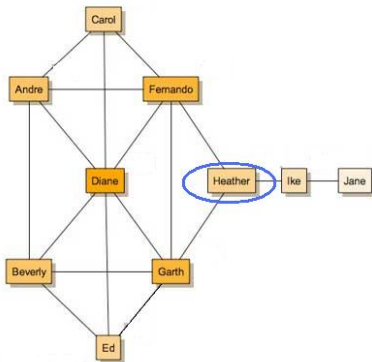 Carol
Andre
Fernando
Diane
Heather
Ike
Jane
Beverly
Garth
Ed